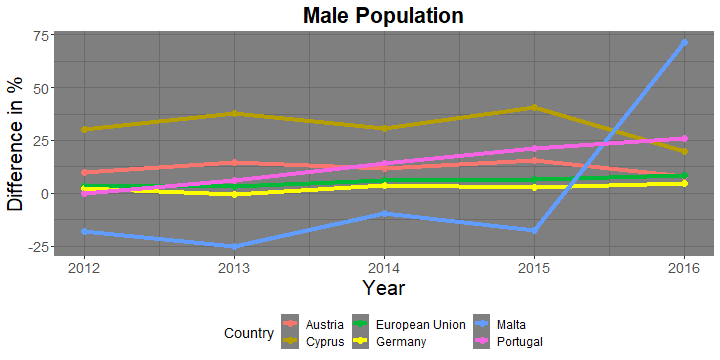 Male Population
75
50
25
0
-25
Difference in %
2012 2013 2014 2015 2016
Year
Country
Austria European Union Malta
Cyprus Germany Portugal